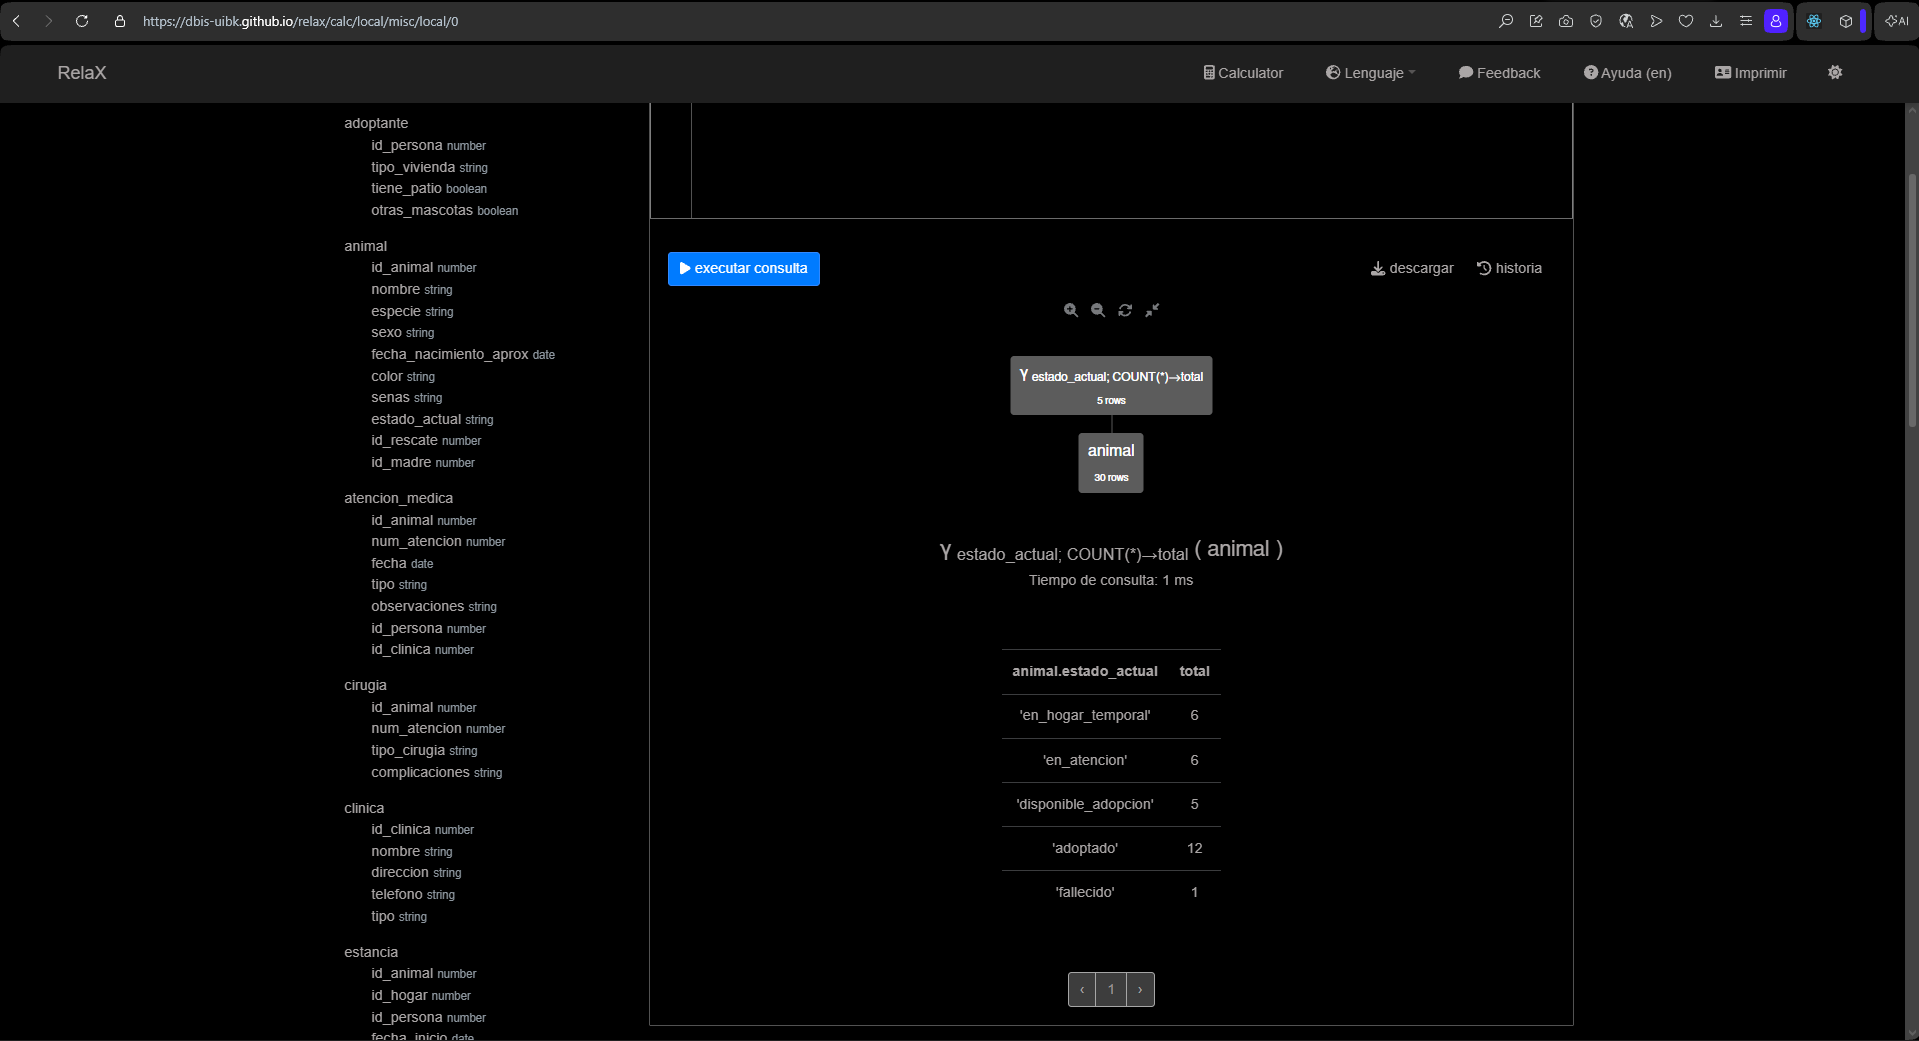 https://dbis-uibk.github.io/relax/calc/local/misc/local/0
AI
RelaX
Calculator
Lenguaje
Feedback
Ayuda (en)
Imprimir
adoptante
id_persona number
tipo_vivienda string
tiene_patio boolean
otras_mascotas boolean
animal
id_animal number
nombre string
especie string
sexo string
fecha_nacimiento_aprox date
color string
senas string
estado_actual string
id_rescate number
id_madre number
atencion_medica
id_animal number
num_atencion number
fecha date
tipo string
observaciones string
id_persona number
id_clinica number
cirugia
id_animal number
num_atencion number
tipo_cirugia string
complicaciones string
clinica
id_clinica number
nombre string
direccion string
telefono string
tipo string
estancia
id_animal number
id_hogar number
id_persona number
fecha_inicio date
executar consulta
descargar
historia
γ estado_actual; COUNT(*)→total
5 rows
animal
30 rows
γ estado_actual; COUNT(*)→total ( animal )
Tiempo de consulta: 1 ms
animal.estado_actual total
'en_hogar_temporal' 6
'en_atencion' 6
'disponible_adopcion' 5
'adoptado' 12
'fallecido' 1
‹ 1 ›